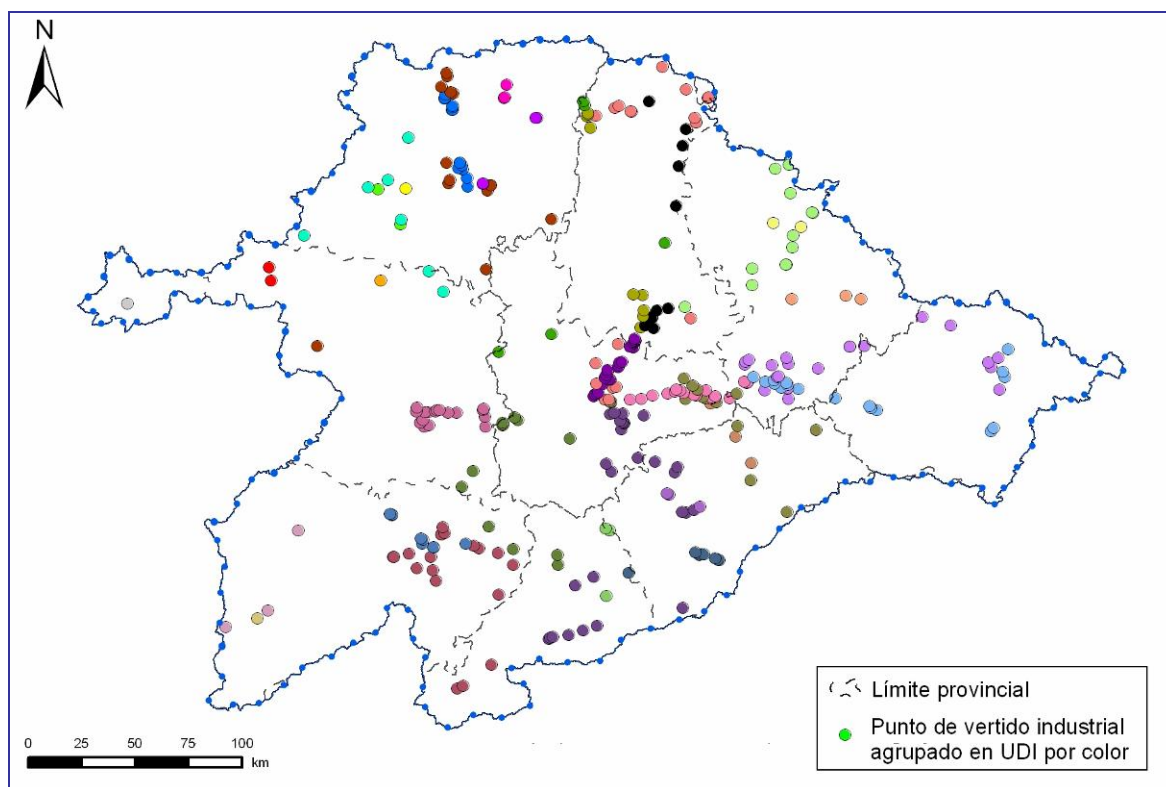 N
Límite provincial
Punto de vertido industrial
agrupado en UDI por color
0 25 50 75 100
km